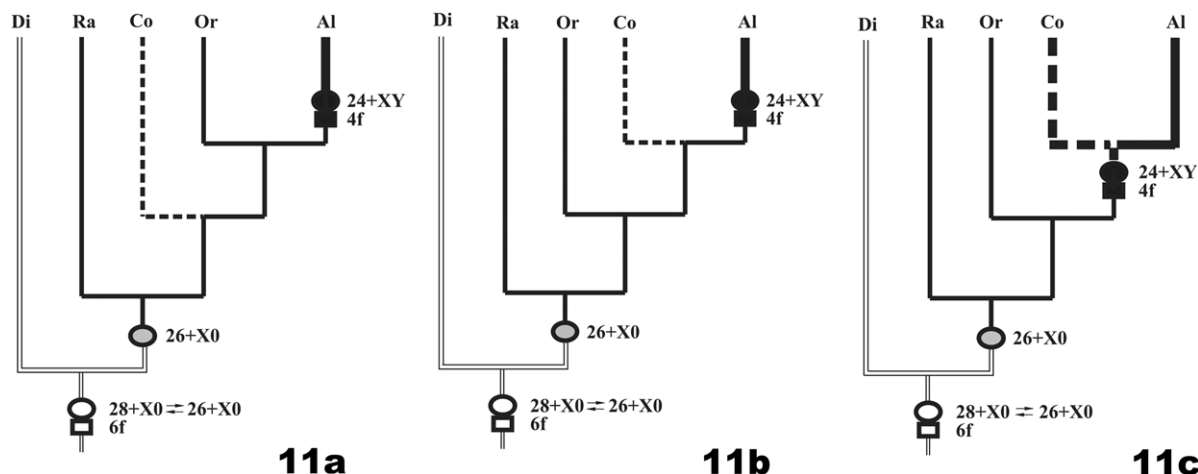 Di Ra Co Or Al
24+XY
4f
26+X0
28+X0 ⇌ 26+X0
6f
11a
Di Ra Or Co Al
24+XY
4f
26+X0
28+X0 ⇌ 26+X0
6f
11b
Di Ra Or Co Al
24+XY
4f
26+X0
28+X0 ⇌ 26+X0
6f
11c